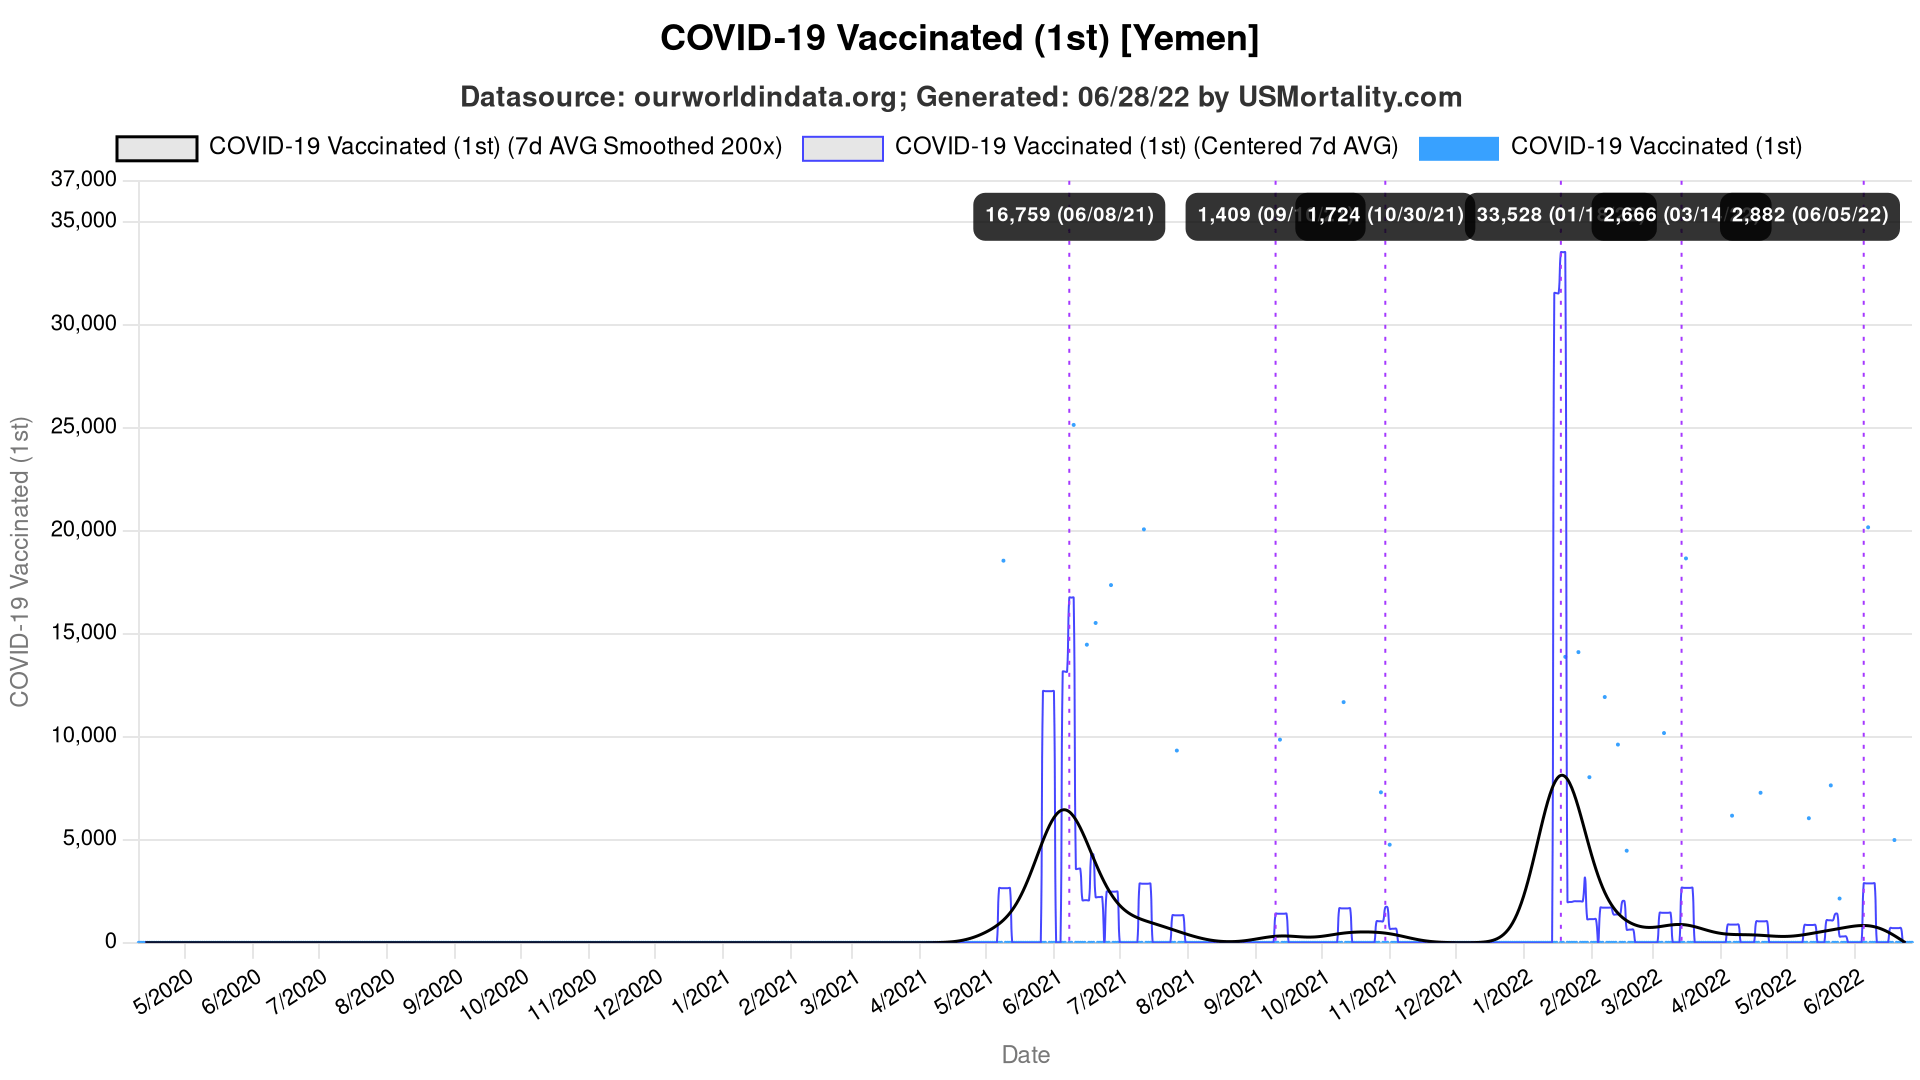 COVID-19 Vaccinated (1st) [Yemen]
Datasource: ourworldindata.org; Generated: 06/28/22 by USMortality.com
COVID-19 Vaccinated (1st) (7d AVG Smoothed 200x) COVID-19 Vaccinated (1st) (Centered 7d AVG) COVID-19 Vaccinated (1st)
37,000
35,000
16,759 (06/08/21) 1,409 (09/ 1,724 (10/30/21) 33,528 (01/1 2,666 (03/14 2,882 (06/05/22)
30,000
25,000
20,000
15,000
10,000
5,000
0
COVID-19 Vaccinated (1st)
5/2020 6/2020 7/2020 8/2020 9/2020 10/2020 11/2020 12/2020 1/2021 2/2021 3/2021 4/2021 5/2021 6/2021 7/2021 8/2021 9/2021 10/2021 11/2021 12/2021 1/2022 2/2022 3/2022 4/2022 5/2022 6/2022
Date